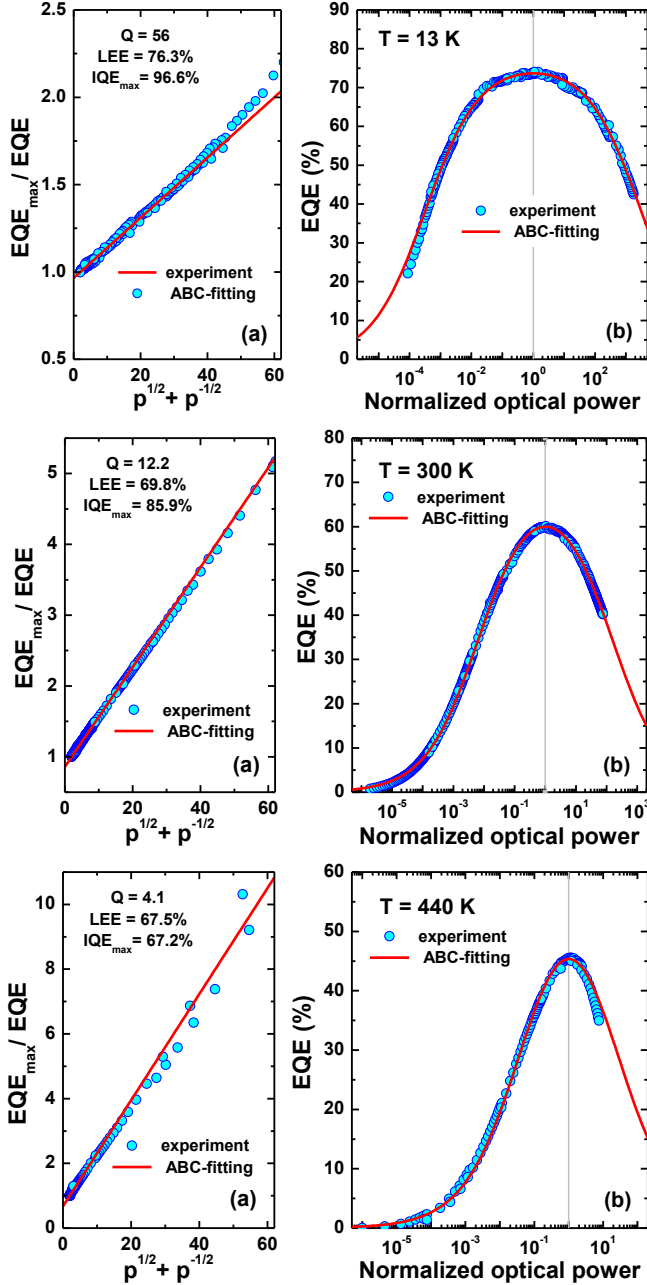 2.5
2.0
1.5
1.0
0.5
EQE_max / EQE
Q = 56
LEE = 76.3%
IQE_max = 96.6%
experiment
ABC-fitting
(a)
0 20 40 60
p^1/2 + p^-1/2
90
80
70
60
50
40
30
20
10
0
EQE (%)
T = 13 K
experiment
ABC-fitting
(b)
10^-4 10^-2 10^0 10^2
Normalized optical power
5
4
3
2
1
EQE_max / EQE
Q = 12.2
LEE = 69.8%
IQE_max = 85.9%
experiment
ABC-fitting
(a)
0 20 40 60
p^1/2 + p^-1/2
80
70
60
50
40
30
20
10
0
EQE (%)
T = 300 K
experiment
ABC-fitting
(b)
10^-5 10^-3 10^-1 10^1 10^3
Normalized optical power
10
8
6
4
2
0
EQE_max / EQE
Q = 4.1
LEE = 67.5%
IQE_max = 67.2%
experiment
ABC-fitting
(a)
0 20 40 60
p^1/2 + p^-1/2
60
50
40
30
20
10
0
EQE (%)
T = 440 K
experiment
ABC-fitting
(b)
10^-5 10^-3 10^-1 10^1
Normalized optical power